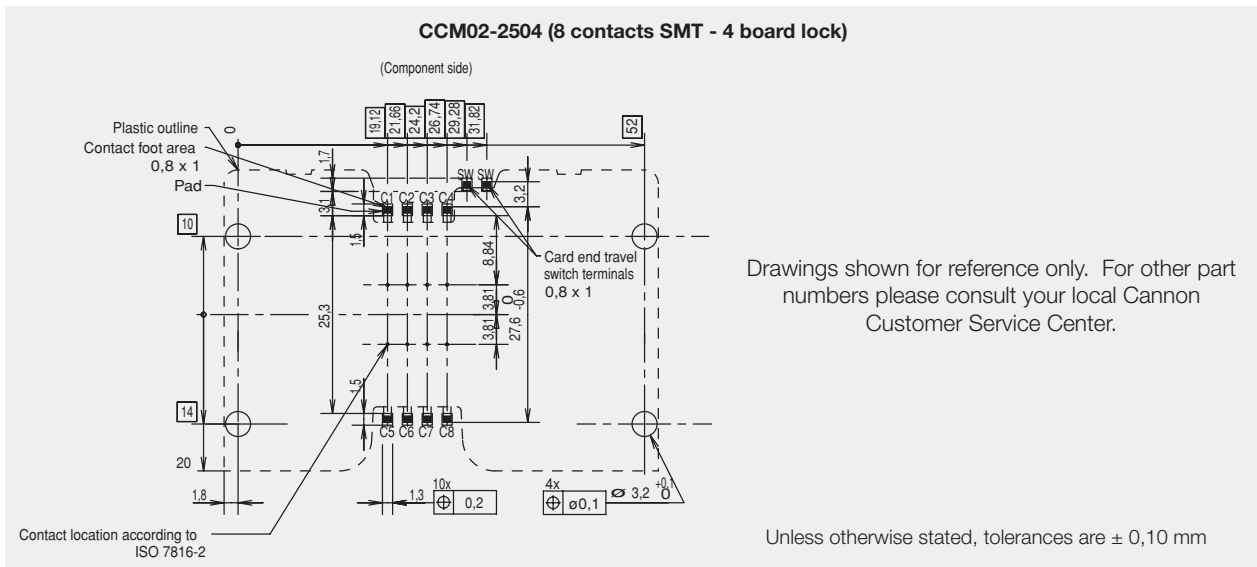 CCM02-2504 (8 contacts SMT - 4 board lock)
(Component side)
19,12
21,66
24,2
26,74
29,28
31,82
52
0
Plastic outline
Contact foot area
0,8 x 1
Pad
1,7
SW SW
3,2
3,1
C1 C2 C3 C4
10
1,5
8,84
Card end travel
switch terminals
0,8 x 1
Drawings shown for reference only. For other part
numbers please consult your local Cannon
Customer Service Center.
25,3
3,81
3,81
27,6 0 -0,6
1,5
14
C5 C6 C7 C8
20
1,8
1,3
10x
⌖ 0,2
4x
⌖ ø0,1
Ø 3,2 +0,1 0
Contact location according to
ISO 7816-2
Unless otherwise stated, tolerances are ± 0,10 mm